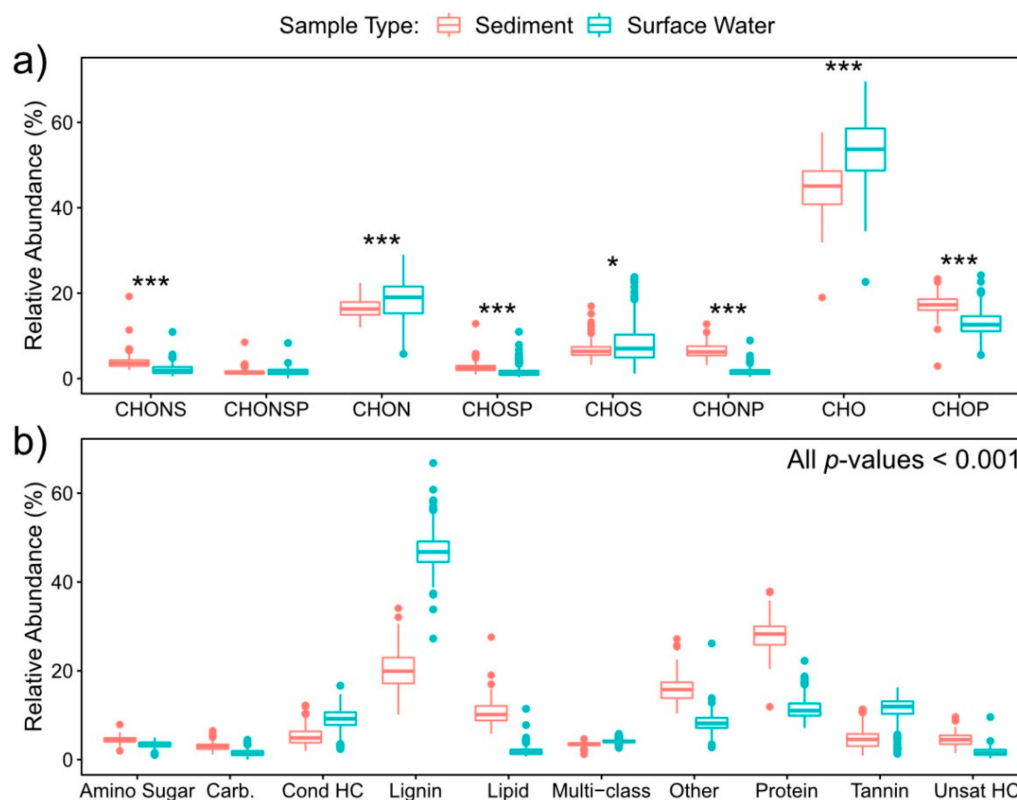 Sample Type: Sediment Surface Water
a)
Relative Abundance (%)
60
40
20
0
*** *** *** * *** *** ***
CHONS CHONSP CHON CHOSP CHOS CHONP CHO CHOP
b)
All p-values < 0.001
Relative Abundance (%)
60
40
20
0
Amino Sugar Carb. Cond HC Lignin Lipid Multi−class Other Protein Tannin Unsat HC